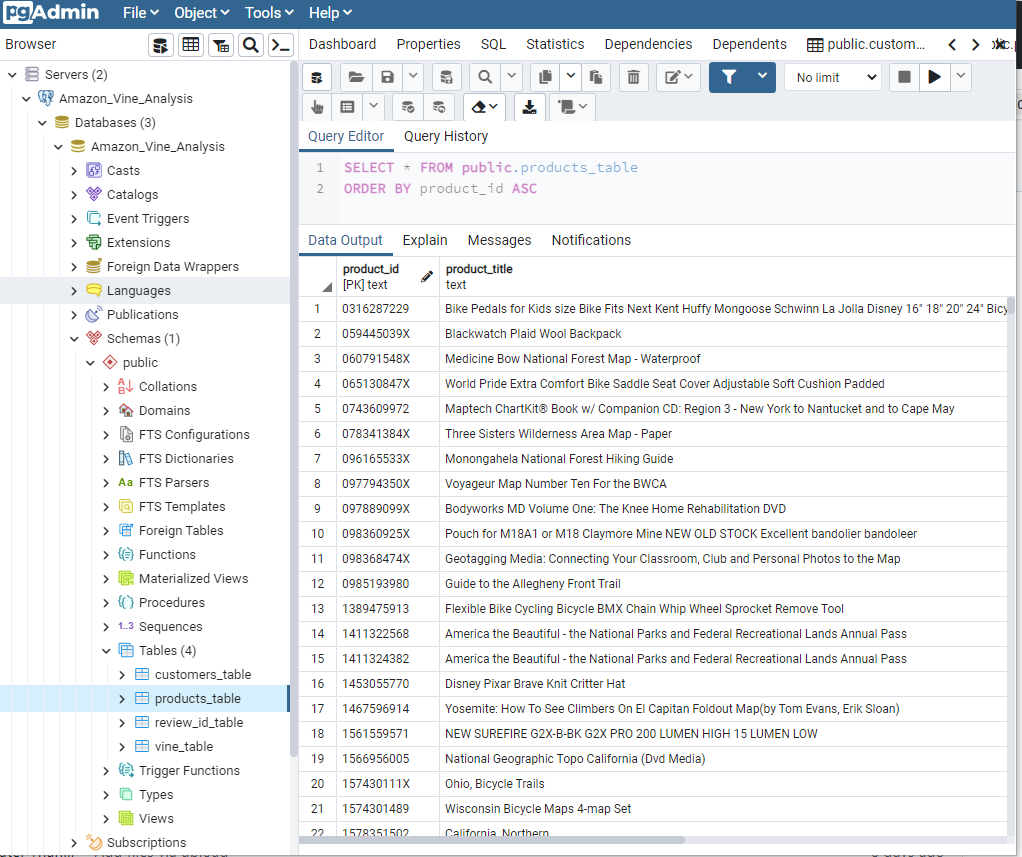 pgAdmin File Object Tools Help
Browser
Dashboard Properties SQL Statistics Dependencies Dependents public.custom...
Servers (2)
Amazon_Vine_Analysis
Databases (3)
Amazon_Vine_Analysis
Casts
Catalogs
Event Triggers
Extensions
Foreign Data Wrappers
Languages
Publications
Schemas (1)
public
Collations
Domains
FTS Configurations
FTS Dictionaries
Aa FTS Parsers
FTS Templates
Foreign Tables
Functions
Materialized Views
Procedures
1..3 Sequences
Tables (4)
customers_table
products_table
review_id_table
vine_table
Trigger Functions
Types
Views
Subscriptions
No limit
Query Editor Query History
1 SELECT * FROM public.products_table
2 ORDER BY product_id ASC
Data Output Explain Messages Notifications
product_id product_title
[PK] text text
1 0316287229 Bike Pedals for Kids size Bike Fits Next Kent Huffy Mongoose Schwinn La Jolla Disney 16" 18" 20" 24" Bicy
2 059445039X Blackwatch Plaid Wool Backpack
3 060791548X Medicine Bow National Forest Map - Waterproof
4 065130847X World Pride Extra Comfort Bike Saddle Seat Cover Adjustable Soft Cushion Padded
5 0743609972 Maptech ChartKit® Book w/ Companion CD: Region 3 - New York to Nantucket and to Cape May
6 078341384X Three Sisters Wilderness Area Map - Paper
7 096165533X Monongahela National Forest Hiking Guide
8 097794350X Voyageur Map Number Ten For the BWCA
9 097889099X Bodyworks MD Volume One: The Knee Home Rehabilitation DVD
10 098360925X Pouch for M18A1 or M18 Claymore Mine NEW OLD STOCK Excellent bandolier bandoleer
11 098368474X Geotagging Media: Connecting Your Classroom, Club and Personal Photos to the Map
12 0985193980 Guide to the Allegheny Front Trail
13 1389475913 Flexible Bike Cycling Bicycle BMX Chain Whip Wheel Sprocket Remove Tool
14 1411322568 America the Beautiful - the National Parks and Federal Recreational Lands Annual Pass
15 1411324382 America the Beautiful - the National Parks and Federal Recreational Lands Annual Pass
16 1453055770 Disney Pixar Brave Knit Critter Hat
17 1467596914 Yosemite: How To See Climbers On El Capitan Foldout Map(by Tom Evans, Erik Sloan)
18 1561559571 NEW SUREFIRE G2X-B-BK G2X PRO 200 LUMEN HIGH 15 LUMEN LOW
19 1566956005 National Geographic Topo California (Dvd Media)
20 157430111X Ohio, Bicycle Trails
21 1574301489 Wisconsin Bicycle Maps 4-map Set
22 1578351502 California, Northern